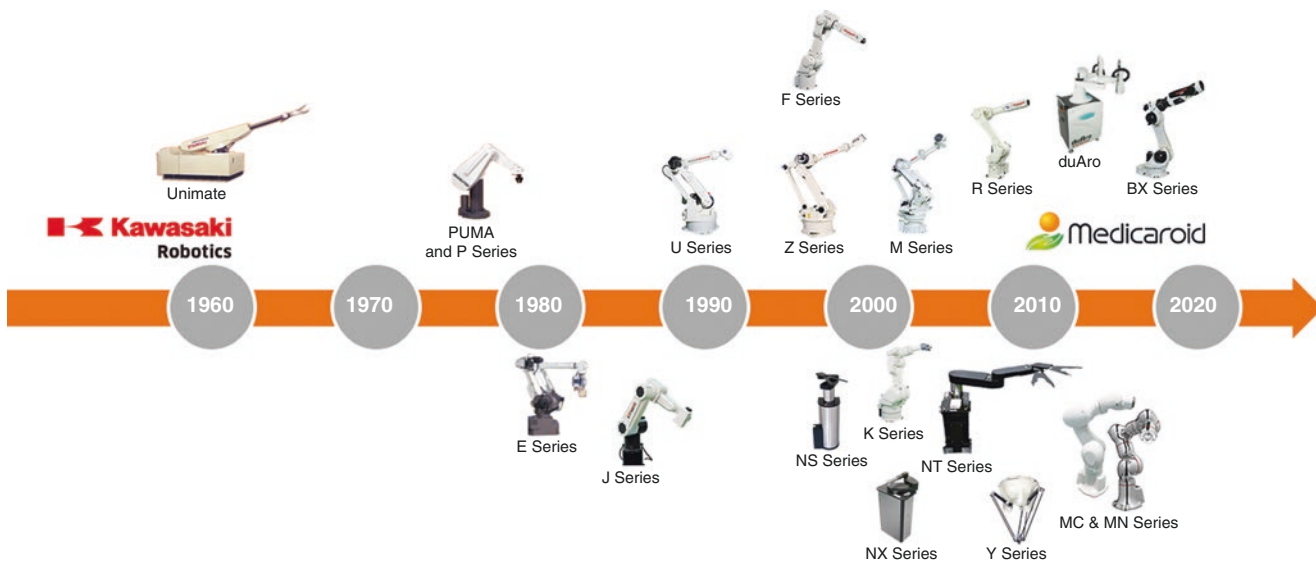 F Series
Unimate
PUMA
and P Series
U Series
Z Series
M Series
R Series
duAro
BX Series
Kawasaki
Robotics
Medicaroid
1960
1970
1980
1990
2000
2010
2020
E Series
J Series
NS Series
K Series
NT Series
NX Series
Y Series
MC & MN Series